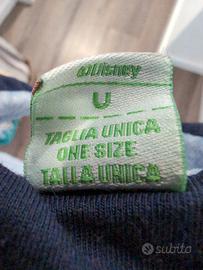 ©Disney
U
TAGLIA UNICA
ONE SIZE
TALLA UNICA
subito